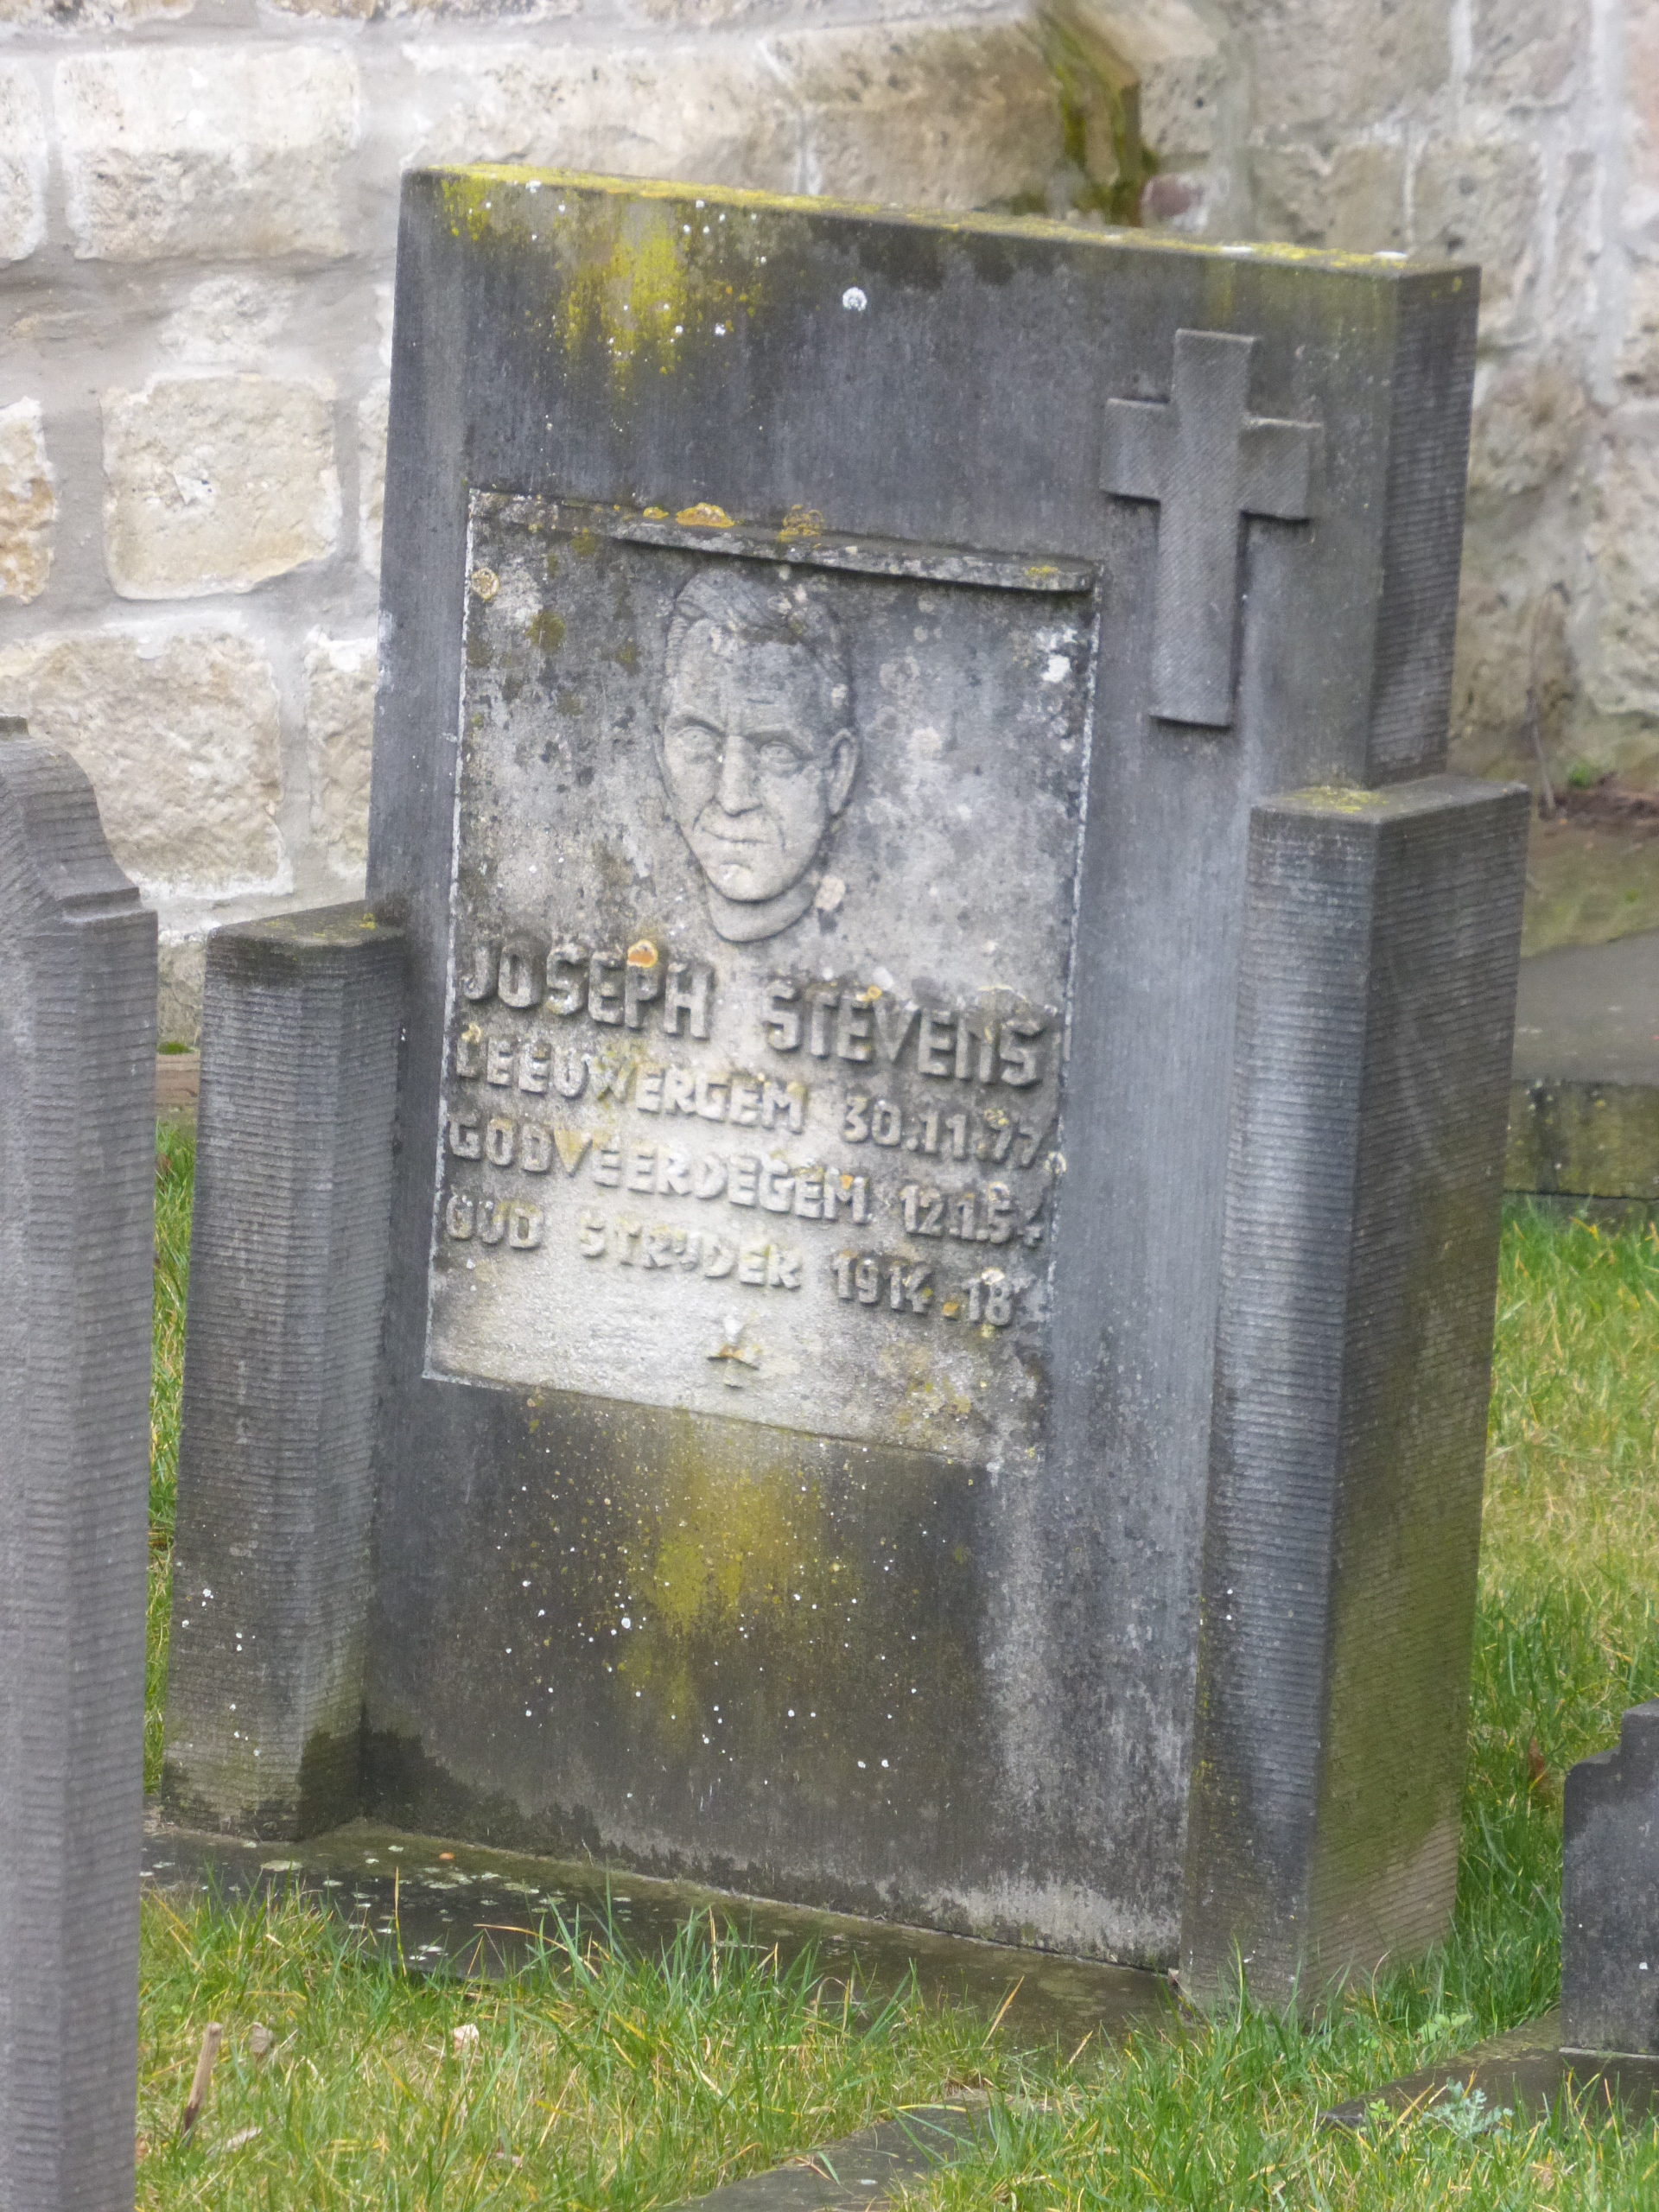 JOSEPH STEVENS
LEEUWERGEM 30.11.77
GODVEERDEGEM 12.1.54
OUD STRIJDER 1914.18